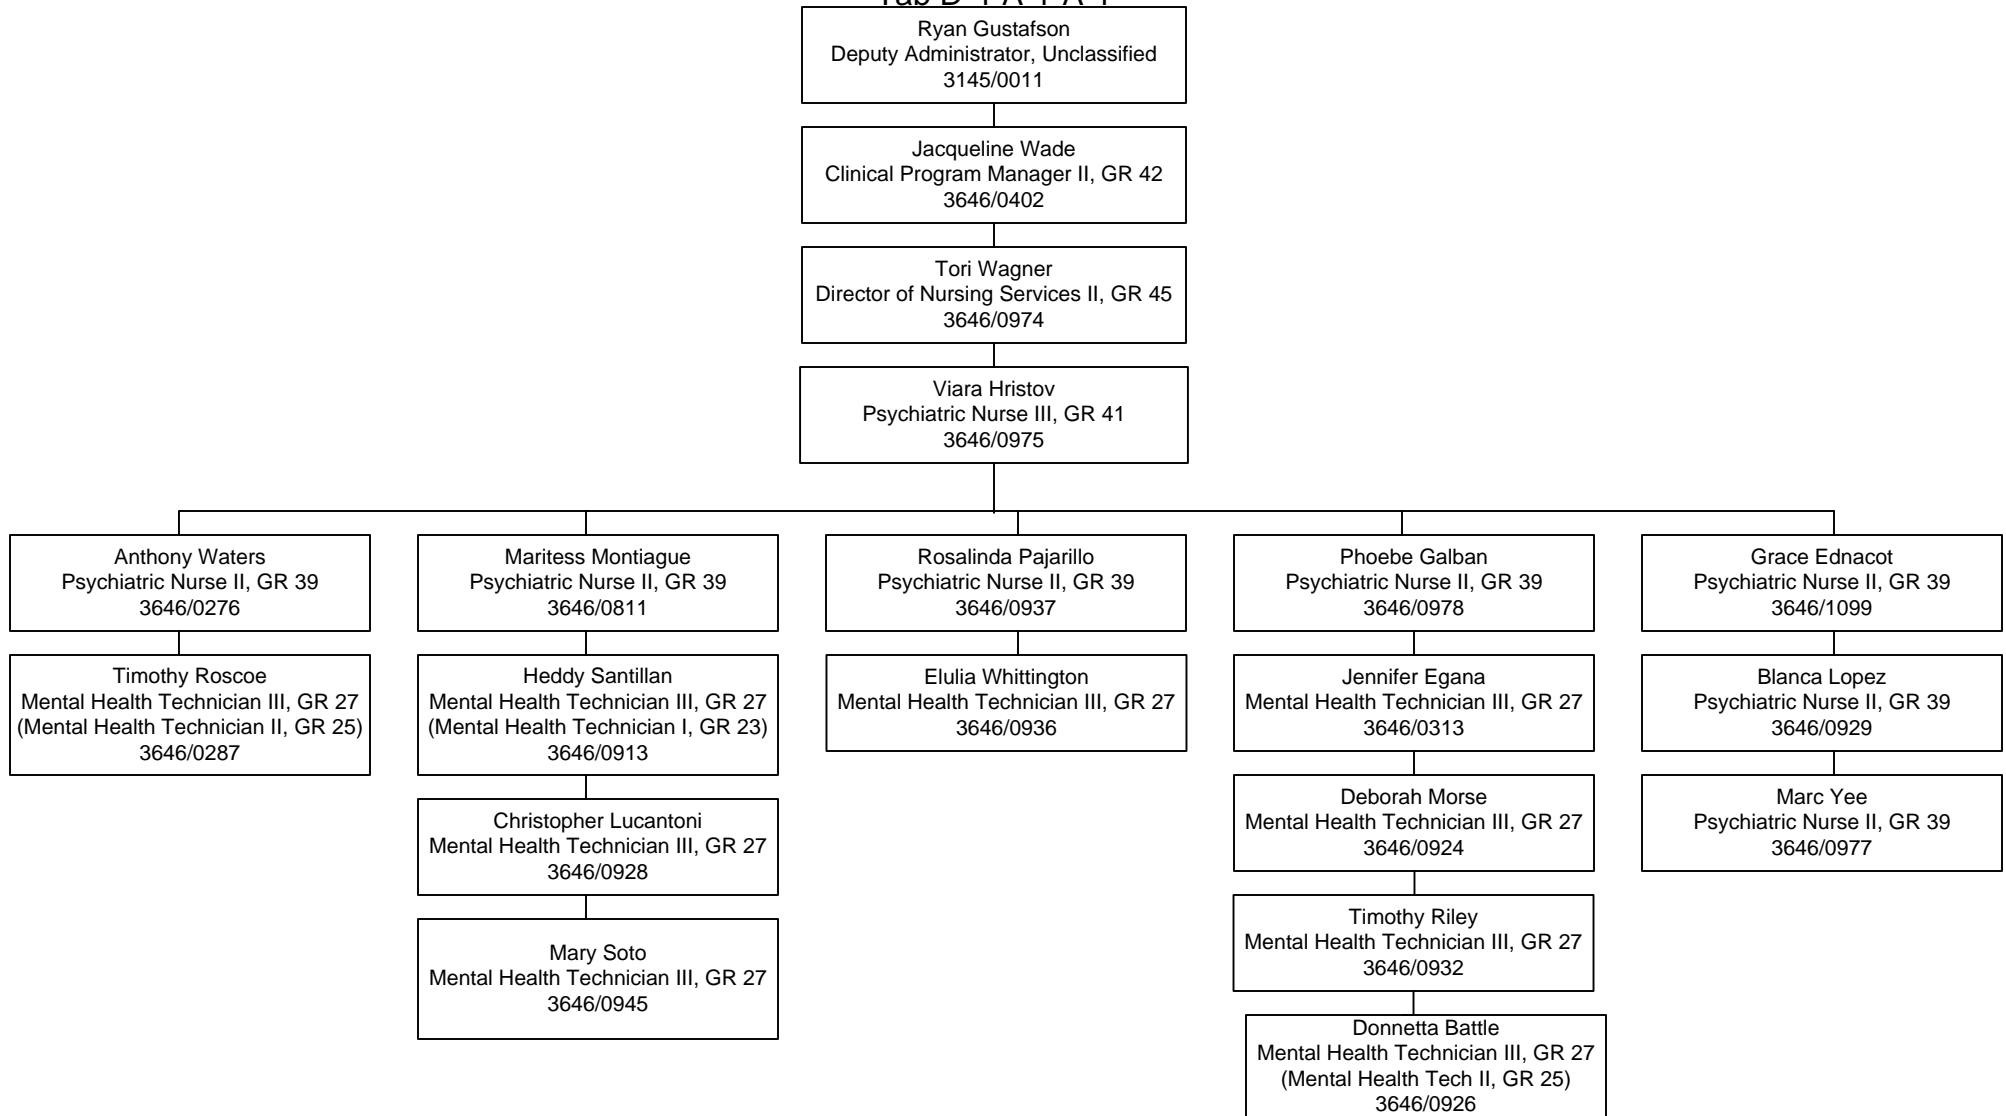 Ryan Gustafson
Deputy Administrator, Unclassified
3145/0011
Jacqueline Wade
Clinical Program Manager II, GR 42
3646/0402
Tori Wagner
Director of Nursing Services II, GR 45
3646/0974
Viara Hristov
Psychiatric Nurse III, GR 41
3646/0975
Anthony Waters
Psychiatric Nurse II, GR 39
3646/0276
Timothy Roscoe
Mental Health Technician III, GR 27
(Mental Health Technician II, GR 25)
3646/0287
Maritess Montiague
Psychiatric Nurse II, GR 39
3646/0811
Heddy Santillan
Mental Health Technician III, GR 27
(Mental Health Technician I, GR 23)
3646/0913
Christopher Lucantoni
Mental Health Technician III, GR 27
3646/0928
Mary Soto
Mental Health Technician III, GR 27
3646/0945
Rosalinda Pajarillo
Psychiatric Nurse II, GR 39
3646/0937
Elulia Whittington
Mental Health Technician III, GR 27
3646/0936
Phoebe Galban
Psychiatric Nurse II, GR 39
3646/0978
Jennifer Egana
Mental Health Technician III, GR 27
3646/0313
Deborah Morse
Mental Health Technician III, GR 27
3646/0924
Timothy Riley
Mental Health Technician III, GR 27
3646/0932
Donnetta Battle
Mental Health Technician III, GR 27
(Mental Health Tech II, GR 25)
3646/0926
Grace Ednacot
Psychiatric Nurse II, GR 39
3646/1099
Blanca Lopez
Psychiatric Nurse II, GR 39
3646/0929
Marc Yee
Psychiatric Nurse II, GR 39
3646/0977